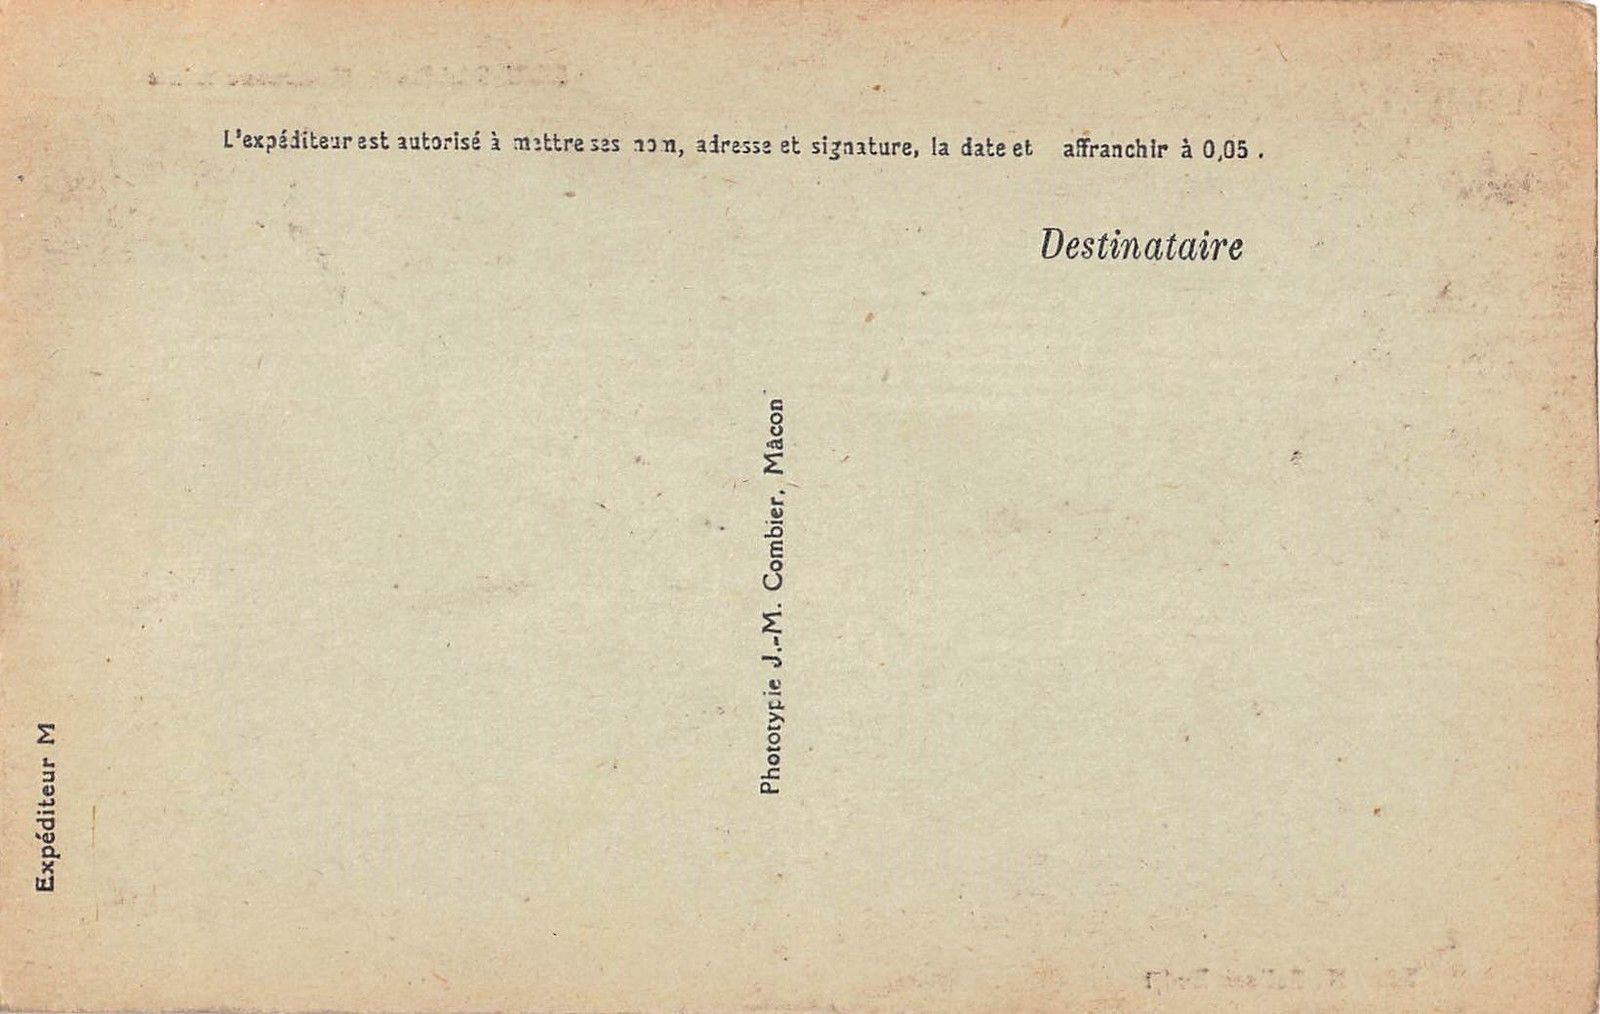 L'expéditeur est autorisé à mettre ses nom, adresse et signature, la date et affranchir à 0,05.
Destinataire
Phototypie J.-M. Combier, Mâcon
Expéditeur M